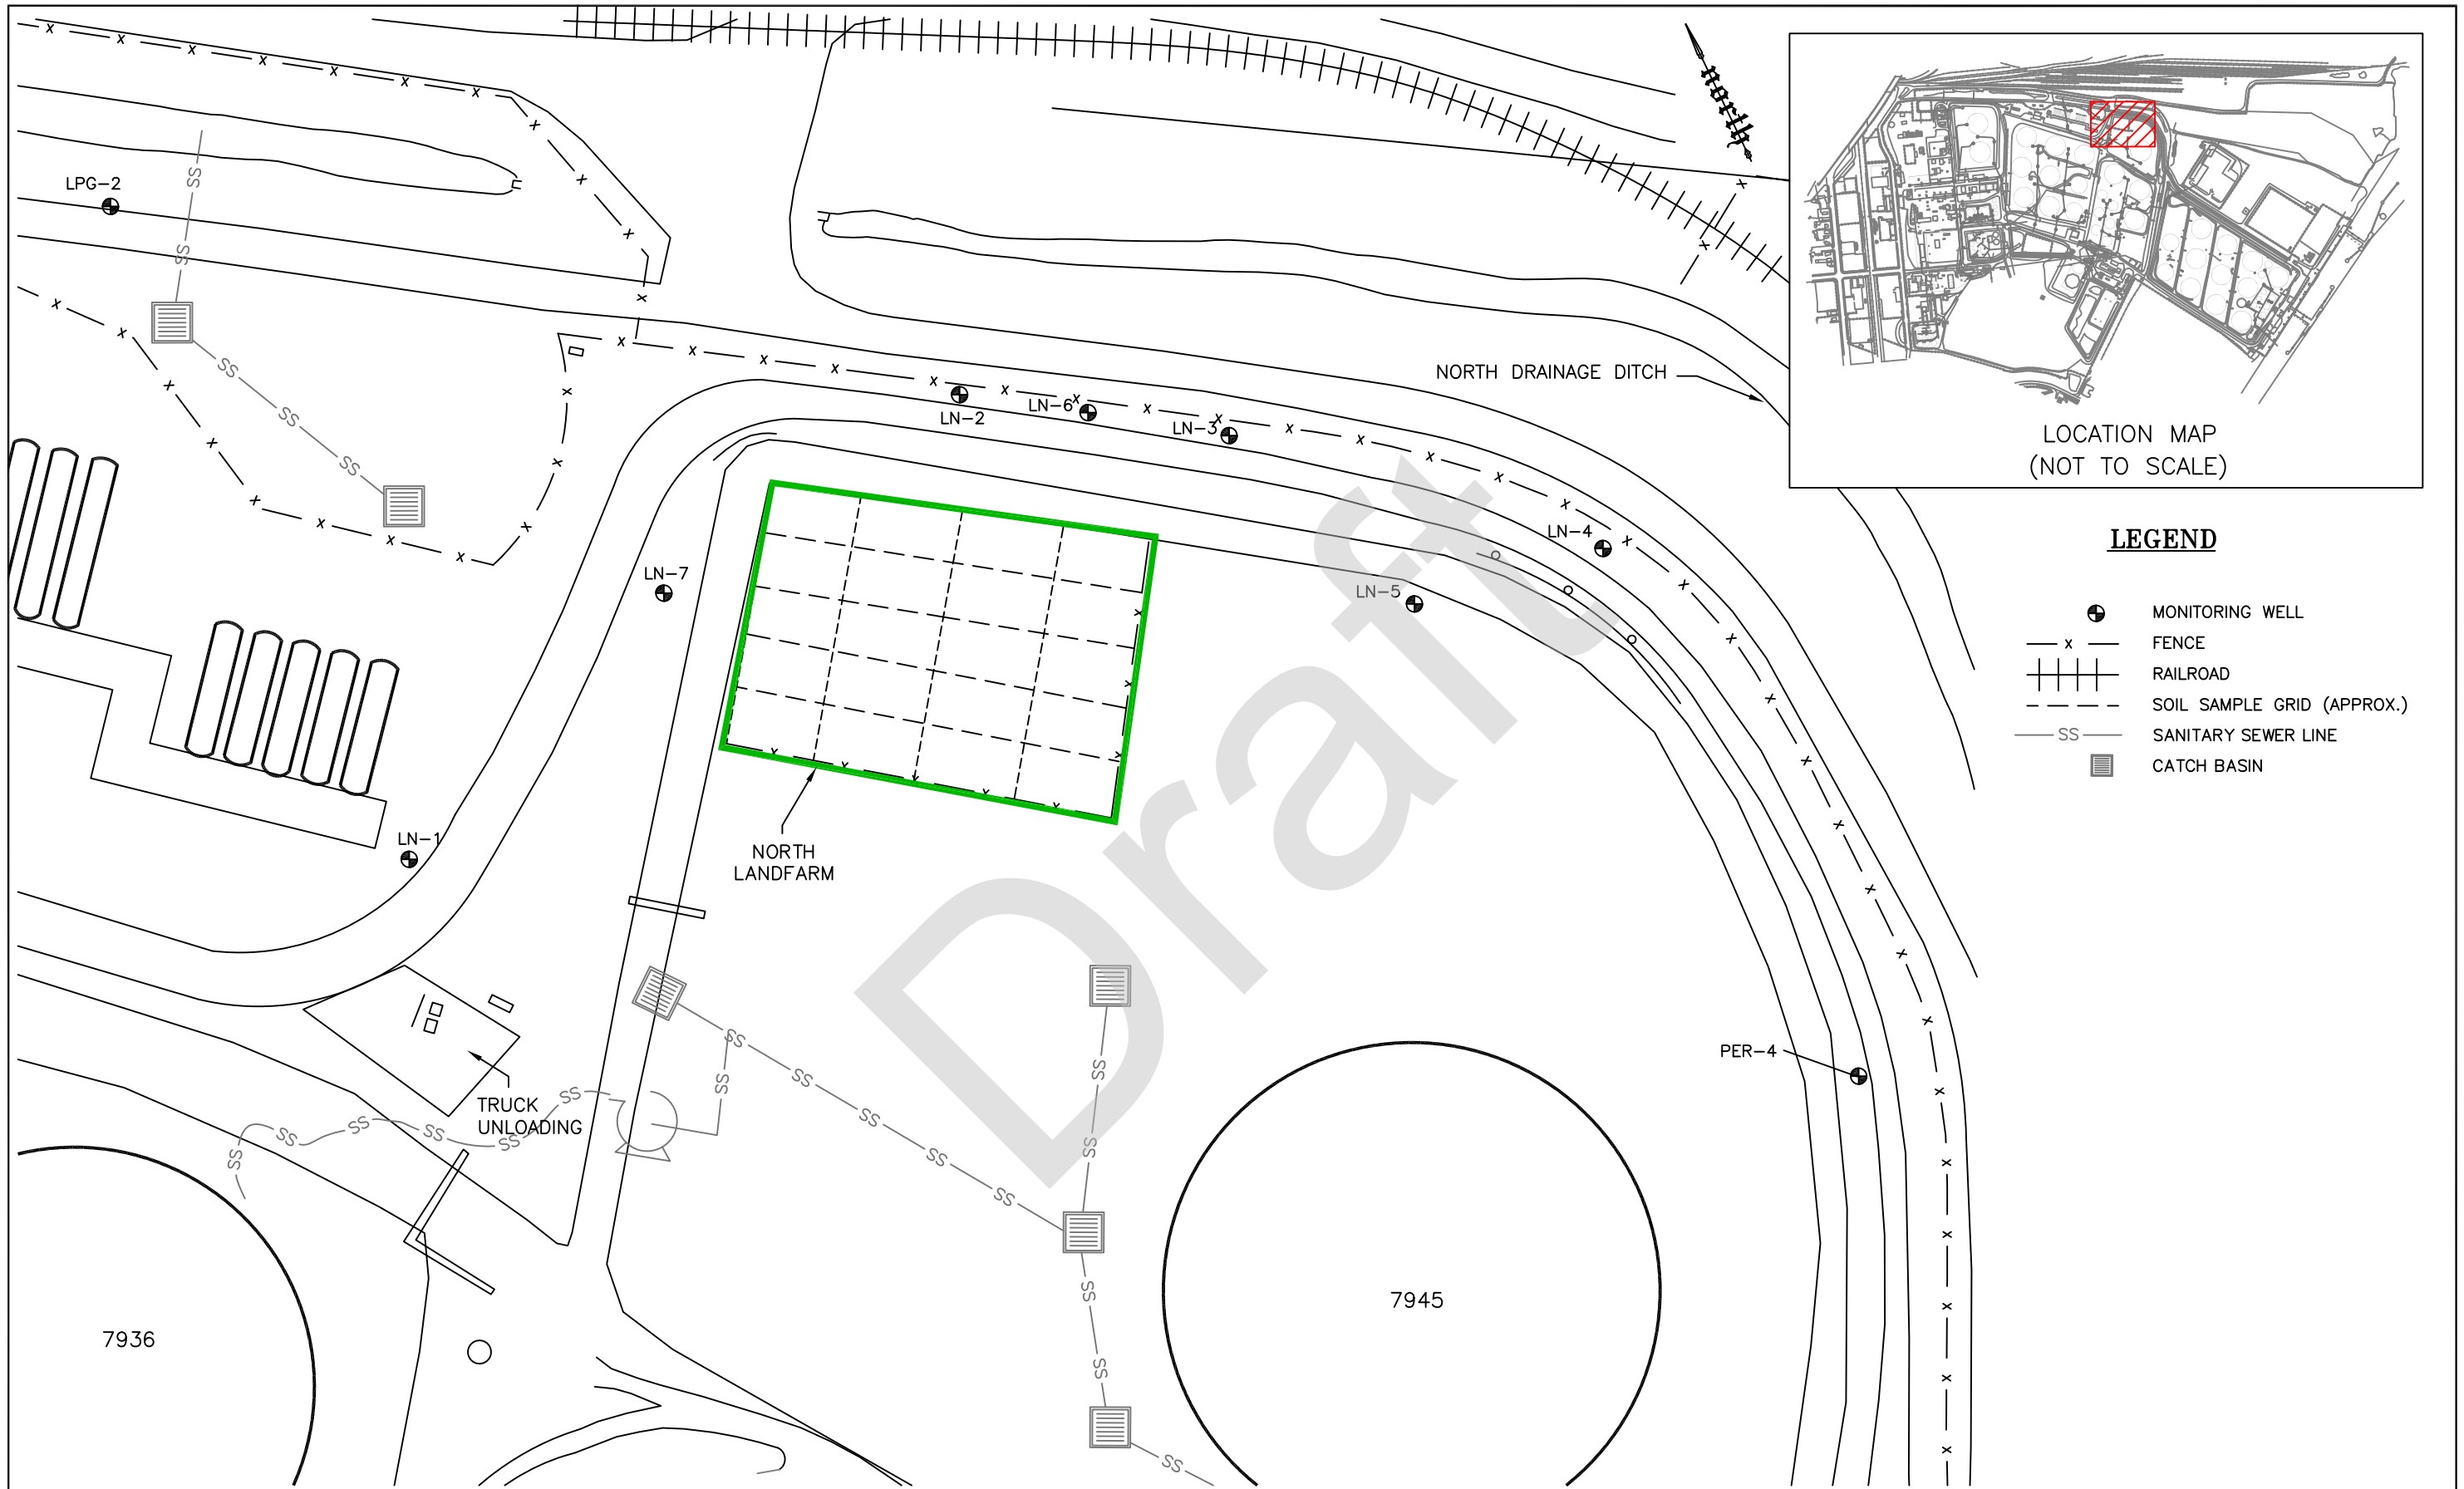 north
LPG-2
NORTH DRAINAGE DITCH
LN-2
LN-6
LN-3
LN-4
LN-5
LN-7
LN-1
NORTH
LANDFARM
TRUCK
UNLOADING
PER-4
7936
7945
Draft
LOCATION MAP
(NOT TO SCALE)
LEGEND
MONITORING WELL
x FENCE
RAILROAD
SOIL SAMPLE GRID (APPROX.)
SS SANITARY SEWER LINE
CATCH BASIN